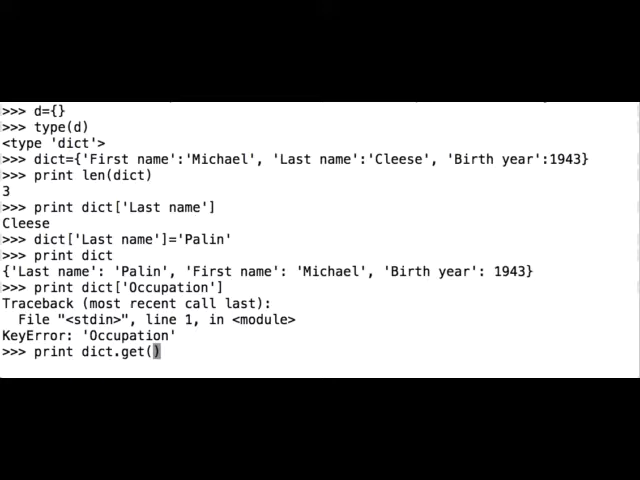 >>> d={}
>>> type(d)
<type 'dict'>
>>> dict={'First name':'Michael', 'Last name':'Cleese', 'Birth year':1943}
>>> print len(dict)
3
>>> print dict['Last name']
Cleese
>>> dict['Last name']='Palin'
>>> print dict
{'Last name': 'Palin', 'First name': 'Michael', 'Birth year': 1943}
>>> print dict['Occupation']
Traceback (most recent call last):
  File "<stdin>", line 1, in <module>
KeyError: 'Occupation'
>>> print dict.get()